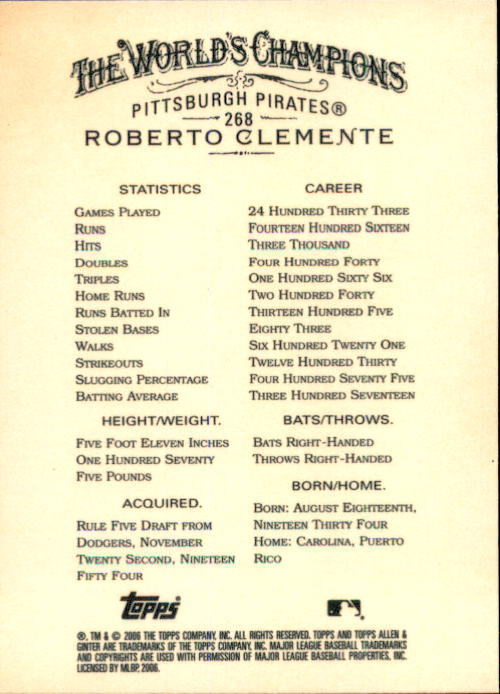 The World's Champions
Pittsburgh Pirates®
268
Roberto Clemente
STATISTICS CAREER
Games Played 24 Hundred Thirty Three
Runs Fourteen Hundred Sixteen
Hits Three Thousand
Doubles Four Hundred Forty
Triples One Hundred Sixty Six
Home Runs Two Hundred Forty
Runs Batted In Thirteen Hundred Five
Stolen Bases Eighty Three
Walks Six Hundred Twenty One
Strikeouts Twelve Hundred Thirty
Slugging Percentage Four Hundred Seventy Five
Batting Average Three Hundred Seventeen
HEIGHT/WEIGHT.
Five Foot Eleven Inches
One Hundred Seventy
Five Pounds
BATS/THROWS.
Bats Right-Handed
Throws Right-Handed
ACQUIRED.
Rule Five Draft from
Dodgers, November
Twenty Second, Nineteen
Fifty Four
BORN/HOME.
Born: August Eighteenth,
Nineteen Thirty Four
Home: Carolina, Puerto
Rico
Topps®
®, TM & © 2006 THE TOPPS COMPANY, INC. ALL RIGHTS RESERVED. TOPPS AND TOPPS ALLEN &
GINTER ARE TRADEMARKS OF THE TOPPS COMPANY, INC. MAJOR LEAGUE BASEBALL TRADEMARKS
AND COPYRIGHTS ARE USED WITH PERMISSION OF MAJOR LEAGUE BASEBALL PROPERTIES, INC.
LICENSED BY MLBP, 2006.